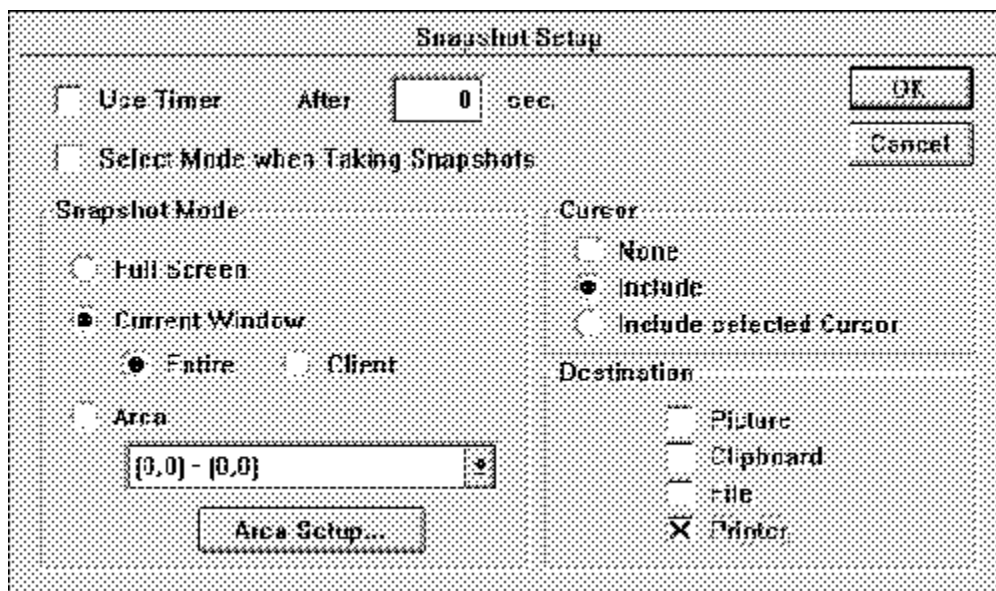 Snapshot Setup
Use Timer After 0 sec.
OK
Cancel
Select Mode when Taking Snapshots
Snapshot Mode
Full Screen
Current Window
Entire Client
Area
(0,0) - (0,0)
Area Setup...
Cursor
None
Include
Include selected Cursor
Destination
Picture
Clipboard
File
Printer